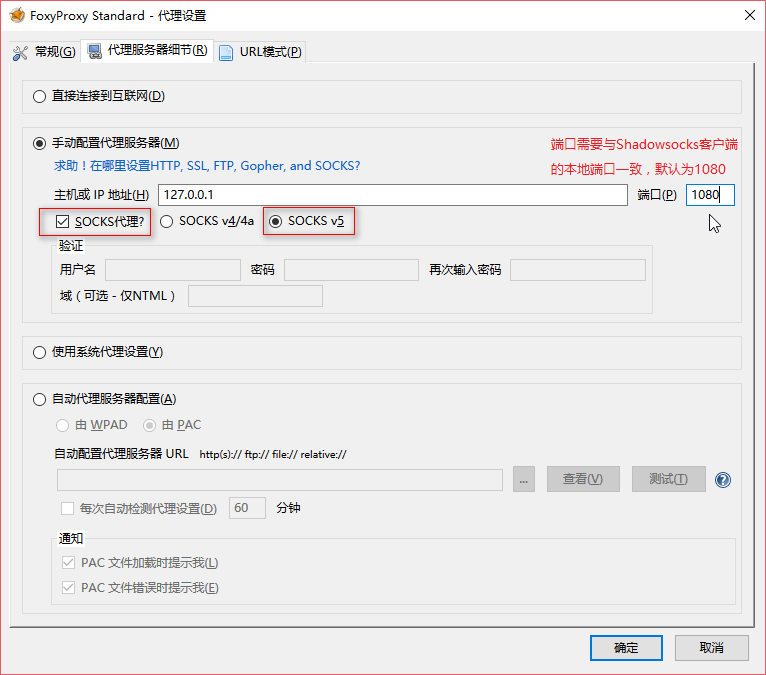 FoxyProxy Standard - 代理设置
常规(G)
代理服务器细节(R)
URL模式(P)
直接连接到互联网(D)
手动配置代理服务器(M)
端口需要与Shadowsocks客户端
求助！在哪里设置HTTP, SSL, FTP, Gopher, and SOCKS?
的本地端口一致，默认为1080
主机或 IP 地址(H) 127.0.0.1 端口(P) 1080
SOCKS代理? SOCKS v4/4a SOCKS v5
验证
用户名 密码 再次输入密码
域 ( 可选 - 仅NTML )
使用系统代理设置(Y)
自动代理服务器配置(A)
由 WPAD 由 PAC
自动配置代理服务器 URL http(s):// ftp:// file:// relative://
... 查看(V) 测试(T) ?
每次自动检测代理设置(D) 60 分钟
通知
PAC 文件加载时提示我(L)
PAC 文件错误时提示我(E)
确定 取消